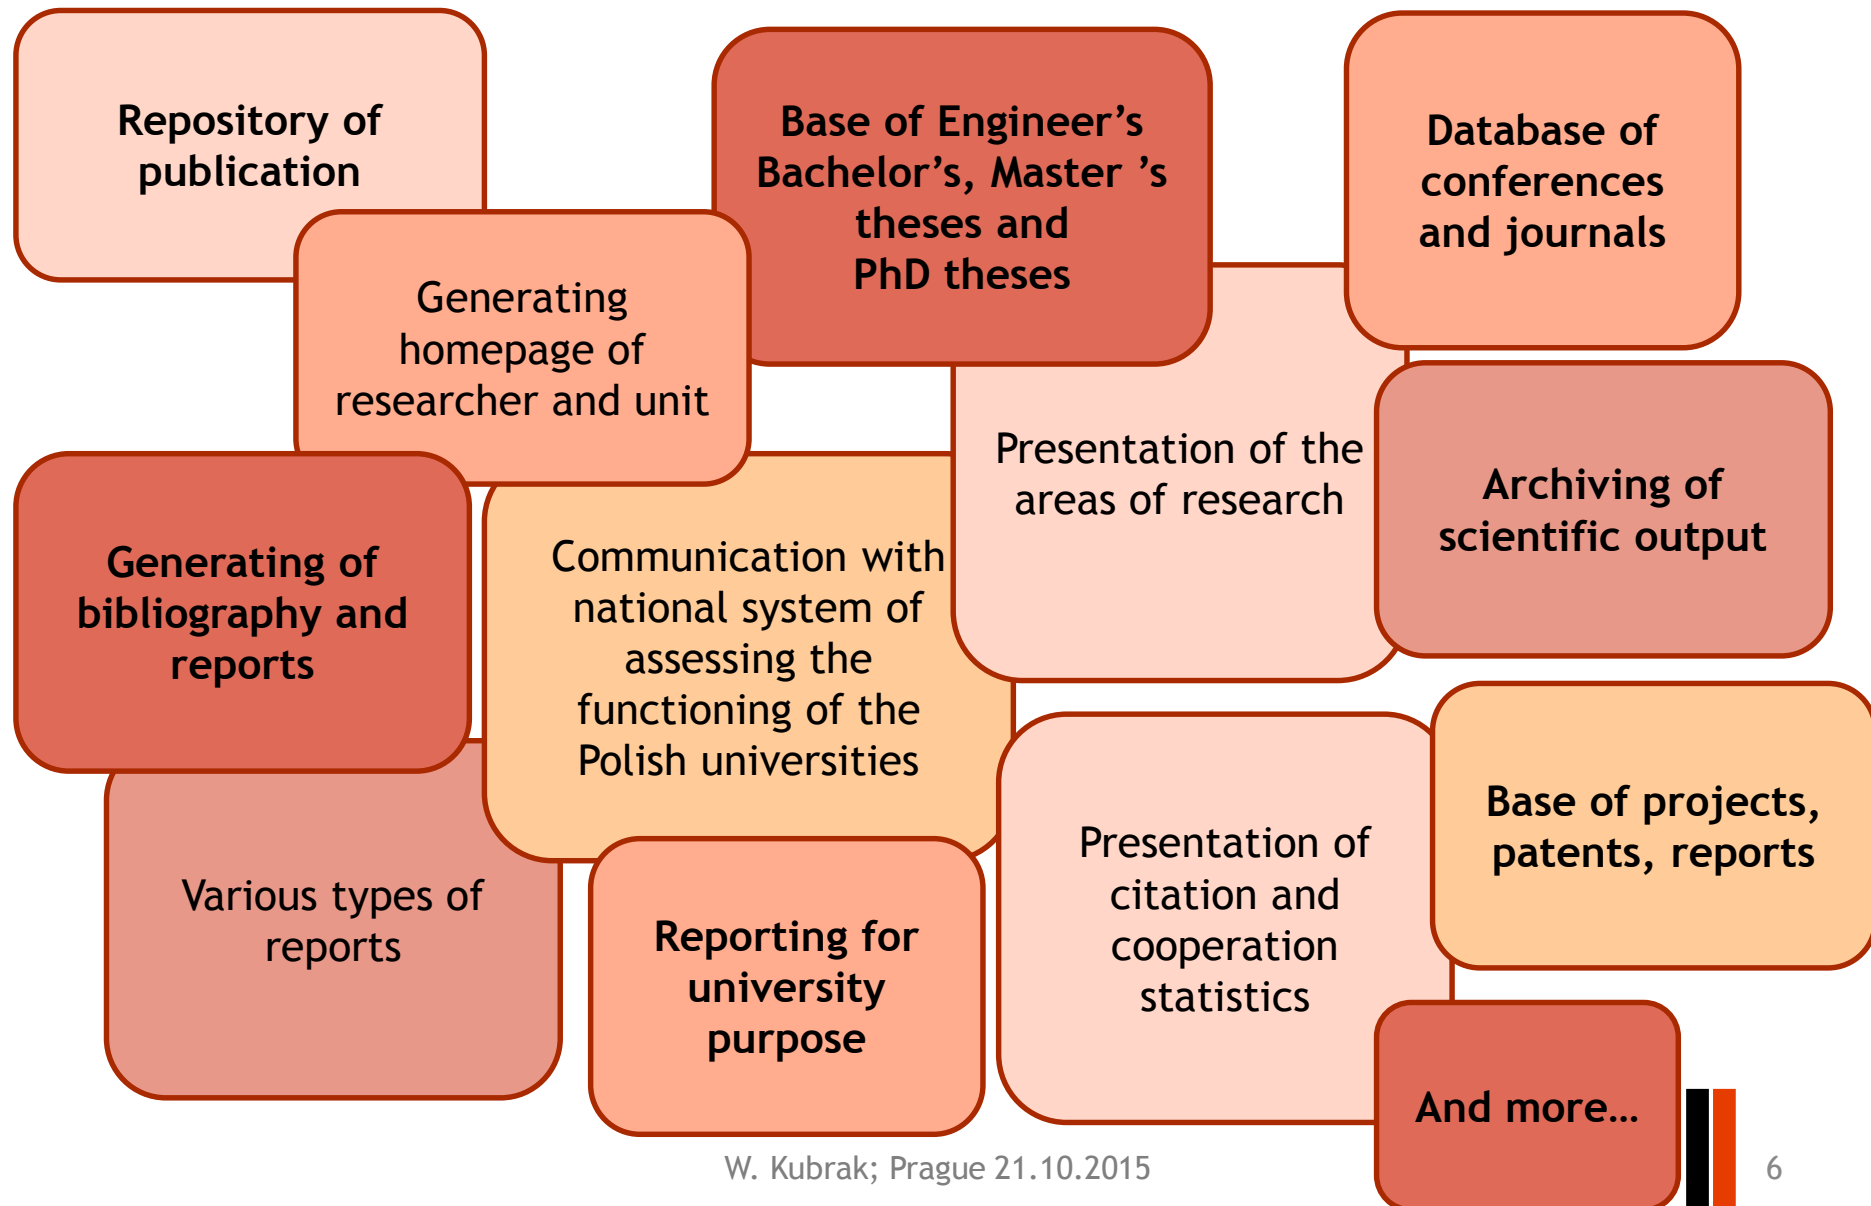 Repository of
publication
Base of Engineer’s
Bachelor’s, Master ’s
theses and
PhD theses
Database of
conferences
and journals
Generating
homepage of
researcher and unit
Presentation of the
areas of research
Archiving of
scientific output
Generating of
bibliography and
reports
Communication with
national system of
assessing the
functioning of the
Polish universities
Base of projects,
patents, reports
Various types of
reports
Reporting for
university
purpose
Presentation of
citation and
cooperation
statistics
And more…
W. Kubrak; Prague 21.10.2015
6